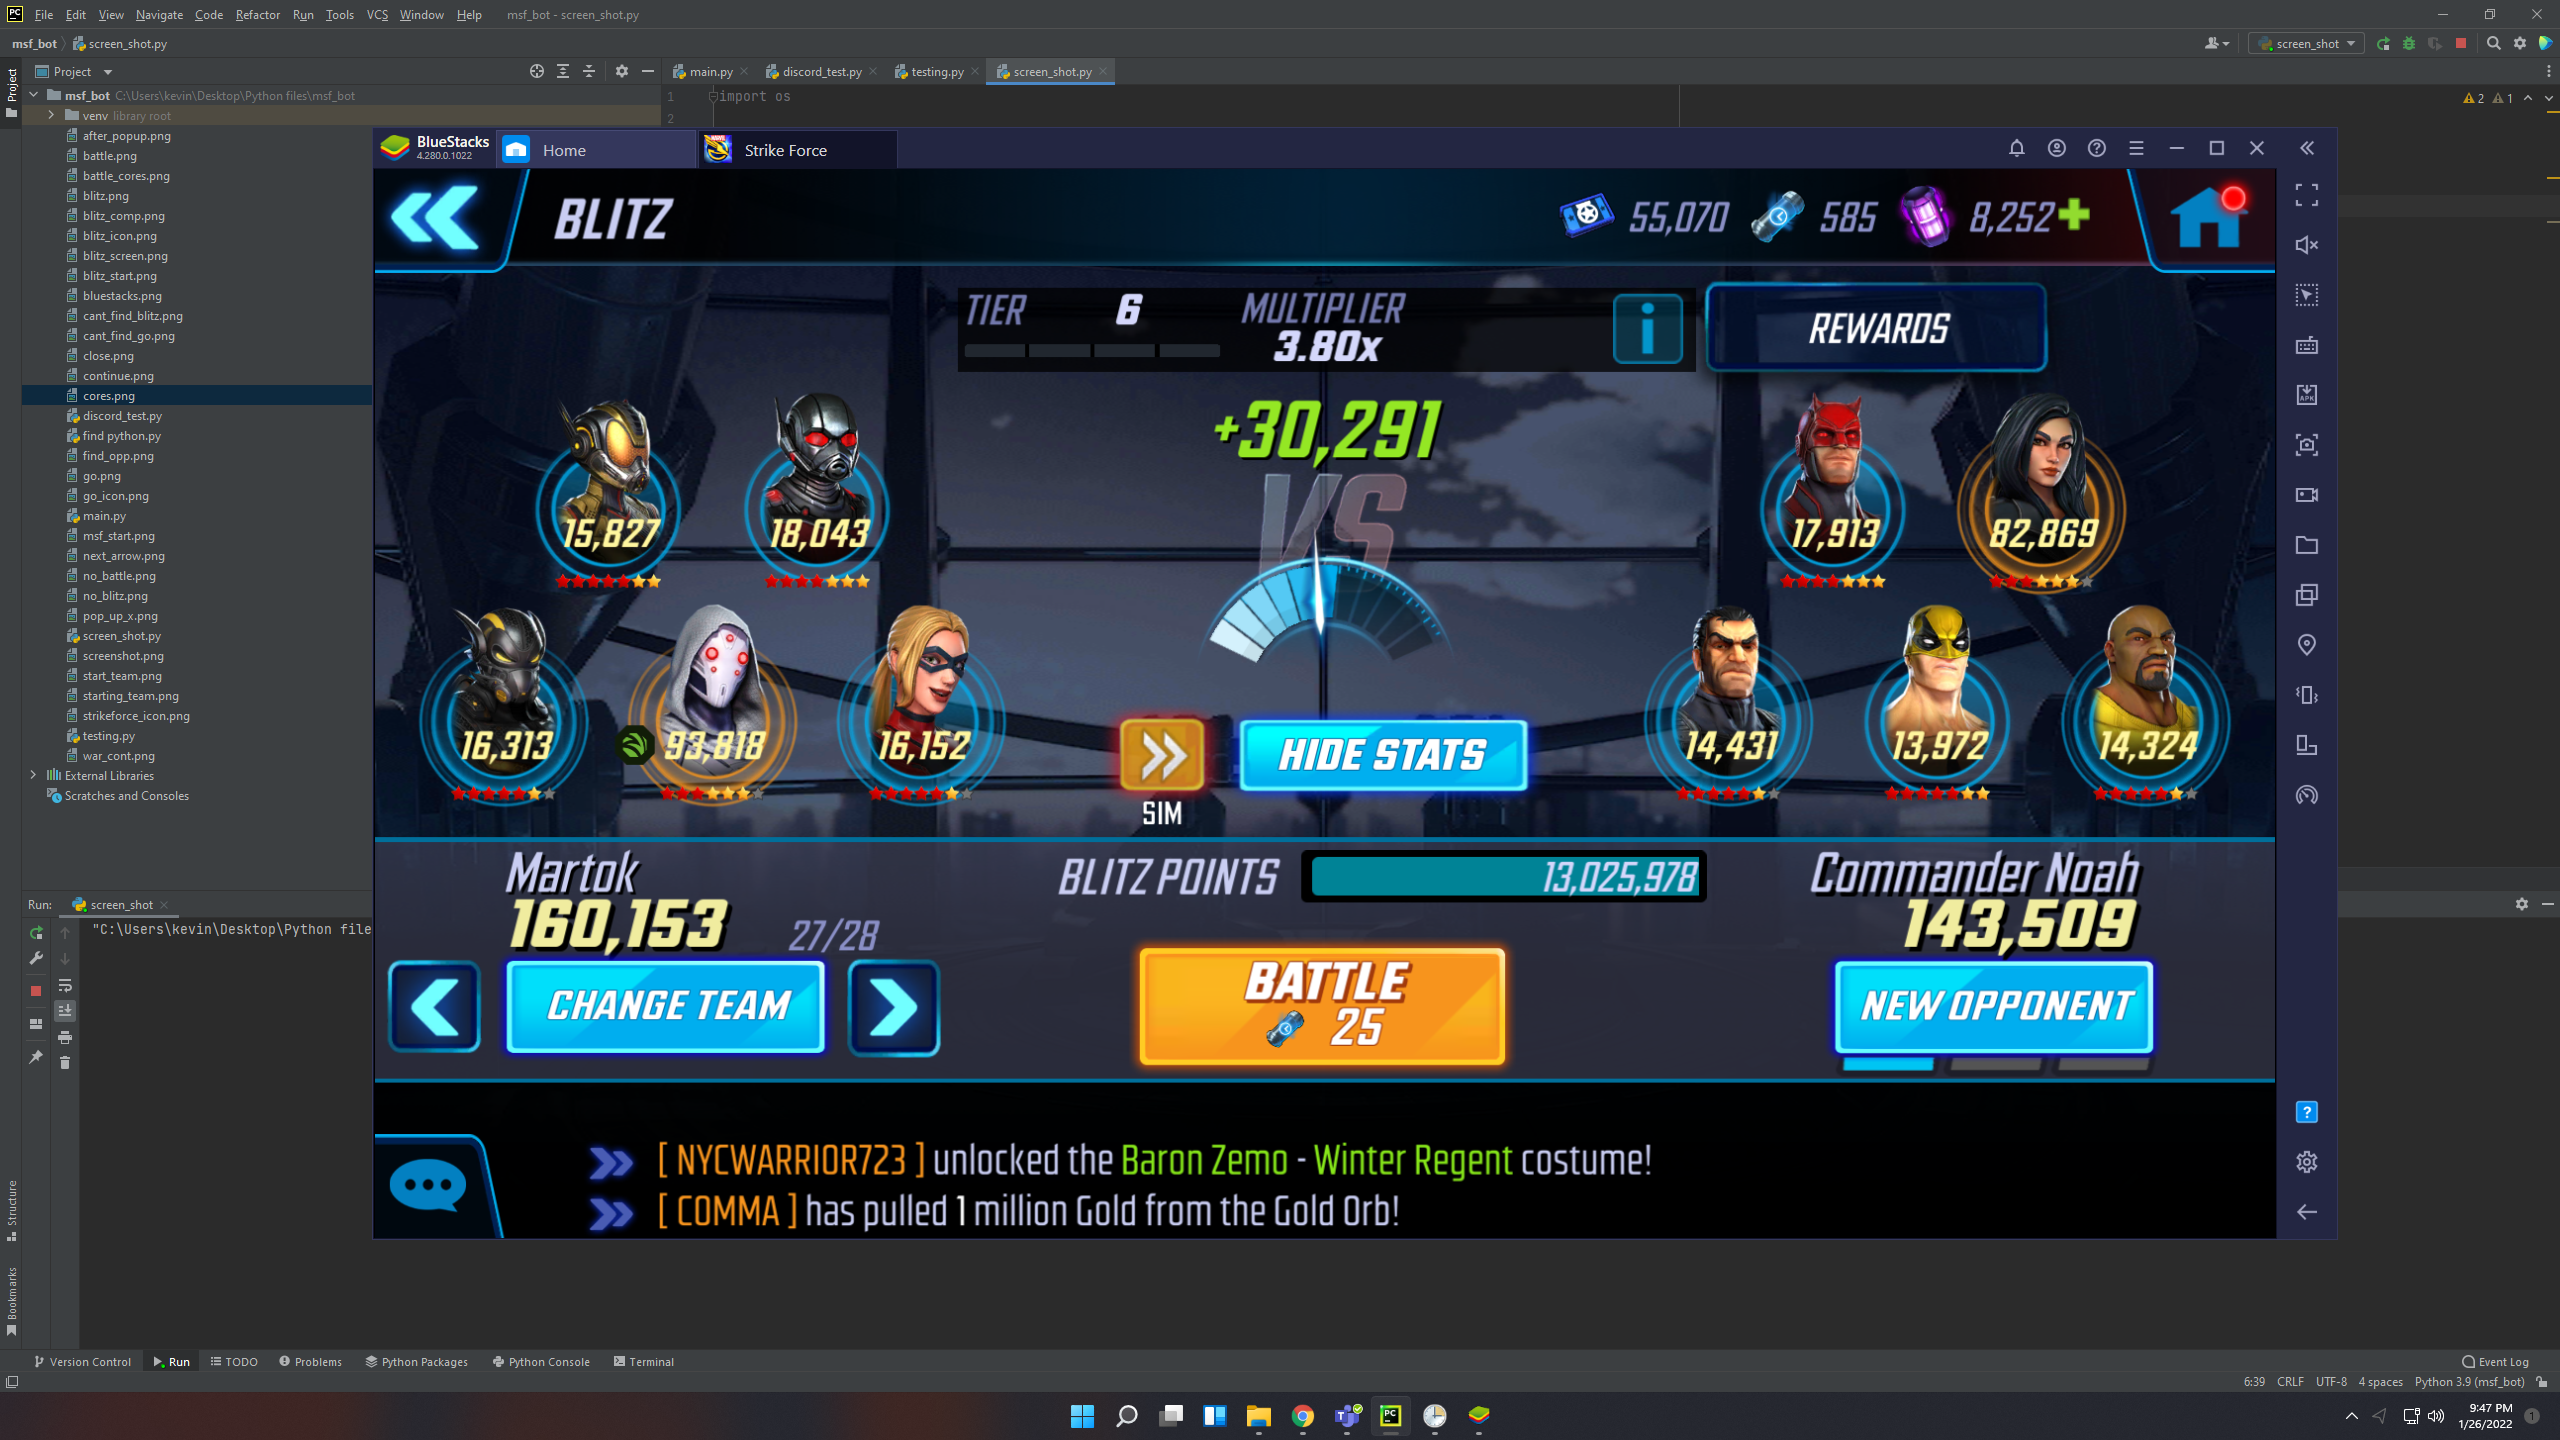 File Edit View Navigate Code Refactor Run Tools VCS Window Help msf_bot - screen_shot.py
msf_bot screen_shot.py
screen_shot
Project
Project
main.py
discord_test.py
testing.py
screen_shot.py
msf_bot C:\Users\kevin\Desktop\Python files\msf_bot
venv library root
after_popup.png
battle.png
battle_cores.png
blitz.png
blitz_comp.png
blitz_icon.png
blitz_screen.png
blitz_start.png
bluestacks.png
cant_find_blitz.png
cant_find_go.png
close.png
continue.png
cores.png
discord_test.py
find python.py
find_opp.png
go.png
go_icon.png
main.py
msf_start.png
next_arrow.png
no_battle.png
no_blitz.png
pop_up_x.png
screen_shot.py
screenshot.png
start_team.png
starting_team.png
strikeforce_icon.png
testing.py
war_cont.png
External Libraries
Scratches and Consoles
1 import os
2
2 1
BlueStacks
4.280.0.1022
Home
Strike Force
BLITZ
55,070
585
8,252
TIER 6
MULTIPLIER
3.80x
i
REWARDS
+30,291
VS
15,827
18,043
17,913
82,869
16,313
93,818
16,152
14,431
13,972
14,324
SIM
HIDE STATS
Martok
160,153
27/28
BLITZ POINTS
13,025,978
Commander Noah
143,509
CHANGE TEAM
BATTLE
25
NEW OPPONENT
[ NYCWARRIOR723 ] unlocked the Baron Zemo - Winter Regent costume!
[ COMMA ] has pulled 1 million Gold from the Gold Orb!
APK
Run: screen_shot
"C:\Users\kevin\Desktop\Python file
Structure
Bookmarks
Version Control
Run
TODO
Problems
Python Packages
Python Console
Terminal
Event Log
6:39 CRLF UTF-8 4 spaces Python 3.9 (msf_bot)
9:47 PM
1/26/2022
1